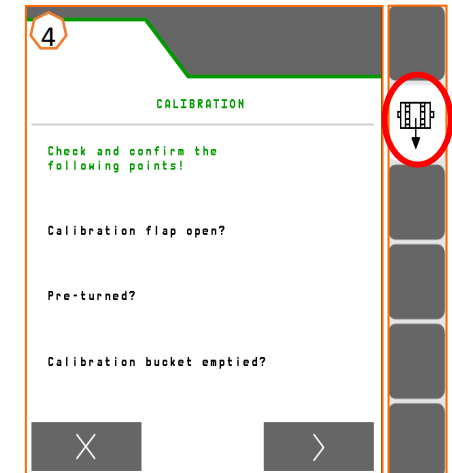 4
CALIBRATION
Check and confirm the
following points!
Calibration flap open?
Pre-turned?
Calibration bucket emptied?